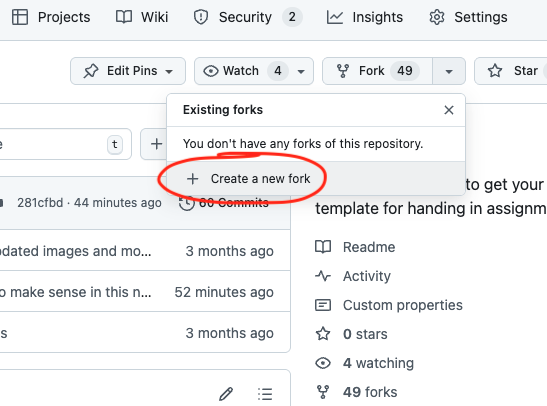 Projects Wiki Security 2 Insights Settings
Edit Pins Watch 4 Fork 49 Star
Existing forks
You don't have any forks of this repository.
t
Create a new fork
to get your
281cfbd · 44 minutes ago 60 Commits
template for handing in assignm
pdated images and mo... 3 months ago
Readme
Activity
o make sense in this n... 52 minutes ago
Custom properties
s 3 months ago
0 stars
4 watching
49 forks